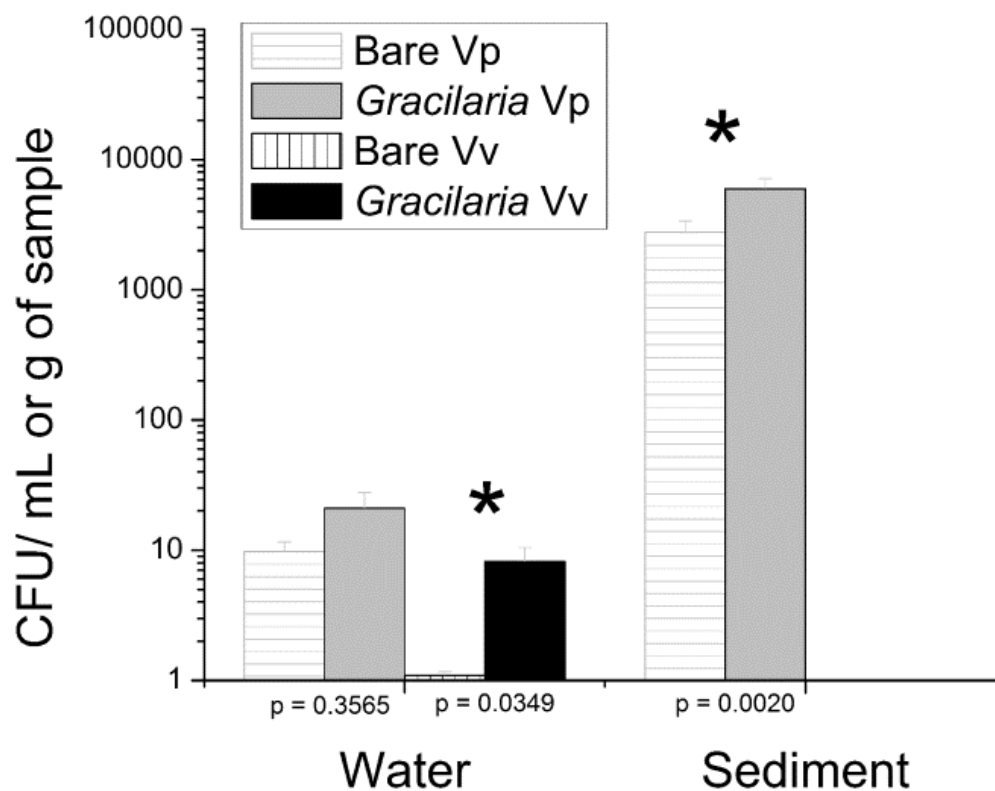 100000
10000
1000
100
10
1
CFU/ mL or g of sample
Bare Vp
Gracilaria Vp
Bare Vv
Gracilaria Vv
*
*
p = 0.3565
p = 0.0349
p = 0.0020
Water
Sediment